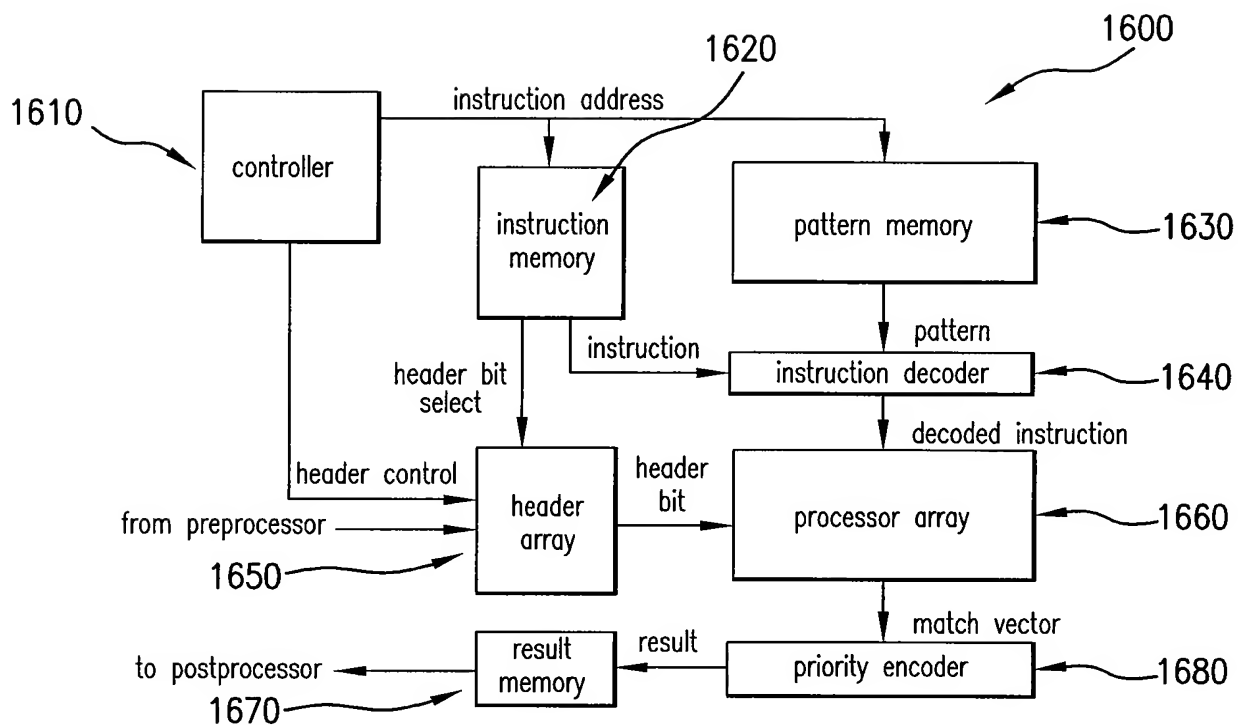 1600
1620
1610
instruction address
controller
instruction
memory
pattern memory
1630
pattern
instruction
instruction decoder
1640
header bit
select
decoded instruction
header control
header
bit
from preprocessor
header
array
processor array
1660
1650
match vector
to postprocessor
result
memory
result
priority encoder
1680
1670